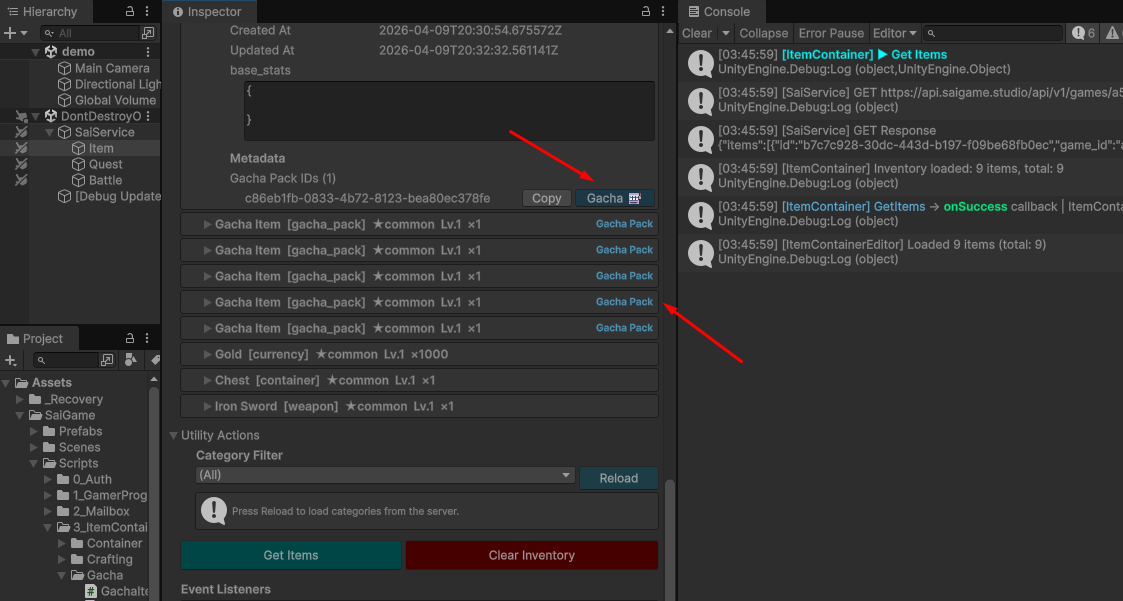 Hierarchy
All
demo
Main Camera
Directional Ligh
Global Volume
DontDestroyO
SaiService
Item
Quest
Battle
[Debug Update
Project
Assets
_Recovery
SaiGame
Prefabs
Scenes
Scripts
0_Auth
1_GamerProg
2_Mailbox
3_ItemContai
Container
Crafting
Gacha
GachaIte
Inspector
Created At 2026-04-09T20:30:54.675572Z
Updated At 2026-04-09T20:32:32.561141Z
base_stats
{
}
Metadata
Gacha Pack IDs (1)
c86eb1fb-0833-4b72-8123-bea80ec378fe Copy Gacha
Gacha Item [gacha_pack] ★common Lv.1 ×1 Gacha Pack
Gacha Item [gacha_pack] ★common Lv.1 ×1 Gacha Pack
Gacha Item [gacha_pack] ★common Lv.1 ×1 Gacha Pack
Gacha Item [gacha_pack] ★common Lv.1 ×1 Gacha Pack
Gacha Item [gacha_pack] ★common Lv.1 ×1 Gacha Pack
Gold [currency] ★common Lv.1 ×1000
Chest [container] ★common Lv.1 ×1
Iron Sword [weapon] ★common Lv.1 ×1
Utility Actions
Category Filter
(All) Reload
Press Reload to load categories from the server.
Get Items Clear Inventory
Event Listeners
Console
Clear Collapse Error Pause Editor 6
[03:45:59] [ItemContainer] ▶ Get Items
UnityEngine.Debug:Log (object,UnityEngine.Object)
[03:45:59] [SaiService] GET https://api.saigame.studio/api/v1/games/a5
UnityEngine.Debug:Log (object)
[03:45:59] [SaiService] GET Response
{"items":[{"id":"b7c7c928-30dc-443d-b197-f09be68fb0ec","game_id":"a
[03:45:59] [ItemContainer] Inventory loaded: 9 items, total: 9
UnityEngine.Debug:Log (object)
[03:45:59] [ItemContainer] GetItems → onSuccess callback | ItemConta
UnityEngine.Debug:Log (object)
[03:45:59] [ItemContainerEditor] Loaded 9 items (total: 9)
UnityEngine.Debug:Log (object)